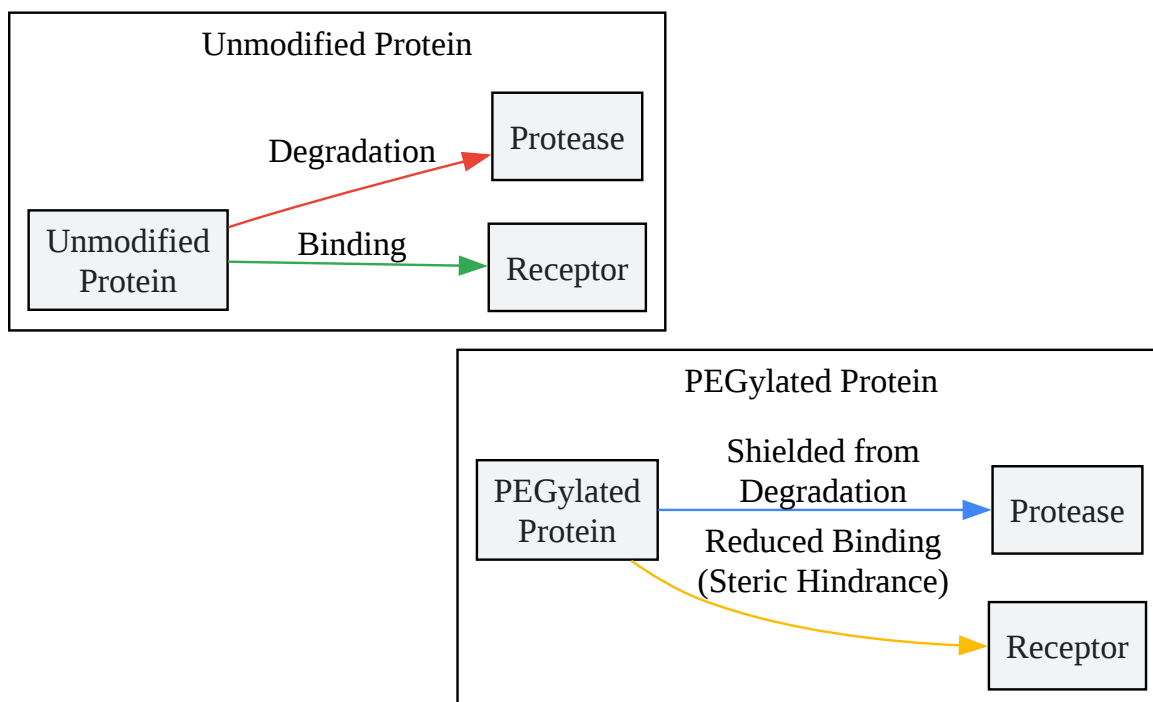 Unmodified Protein
Degradation
Protease
Unmodified
Protein
Binding
Receptor
PEGylated Protein
PEGylated
Protein
Shielded from
Degradation
Protease
Reduced Binding
(Steric Hindrance)
Receptor